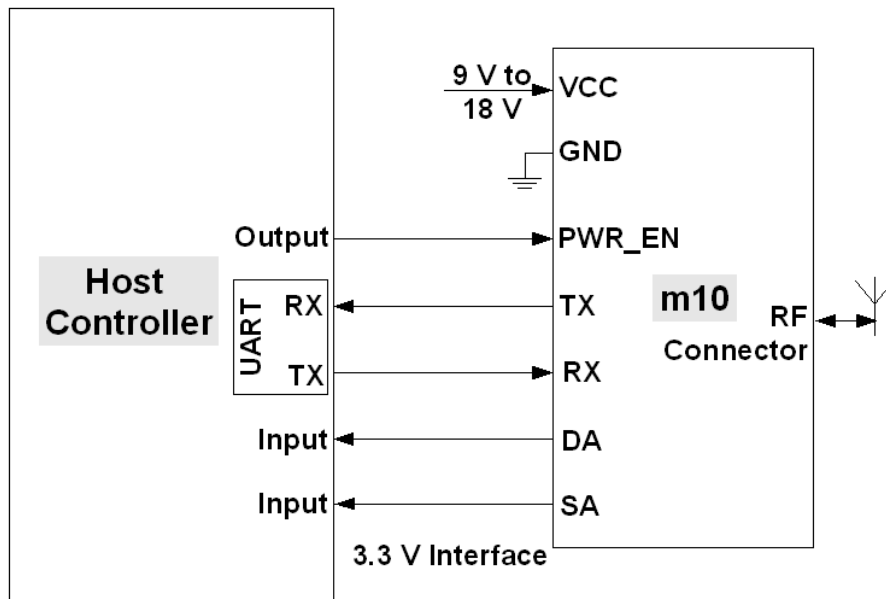 9 V to
18 V
VCC
GND
Output
PWR_EN
Host
Controller
UART
RX
TX
m10
RF
Connector
TX
RX
Input
DA
Input
SA
3.3 V Interface